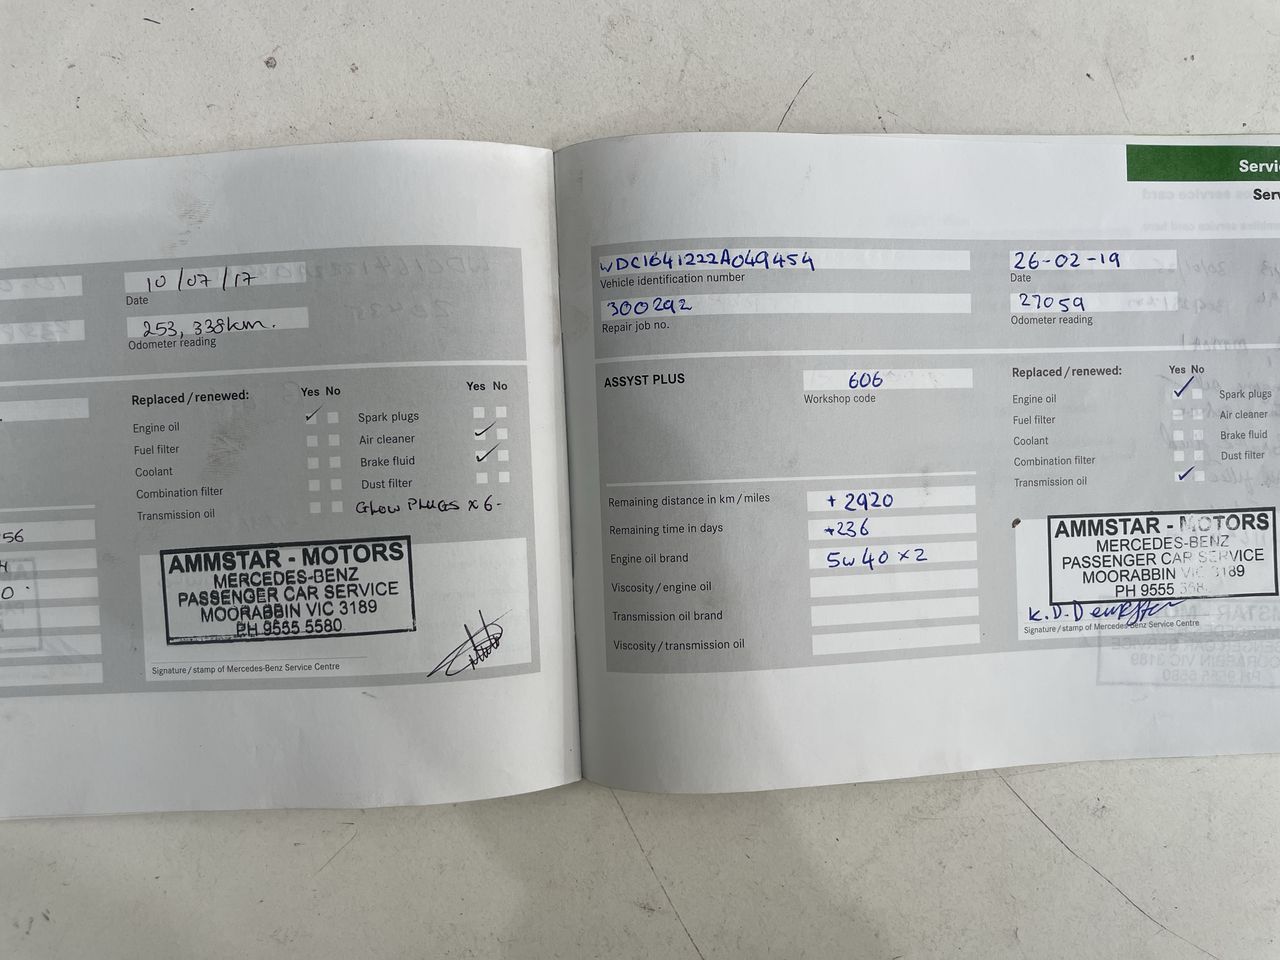 10/07/17
Date
253,338km.
Odometer reading
Replaced / renewed:
Yes No
Yes No
Engine oil
Spark plugs
Fuel filter
Air cleaner
Coolant
Brake fluid
Combination filter
Dust filter
Transmission oil
GLOW PLUGS x 6-
56
AMMSTAR - MOTORS
MERCEDES-BENZ
PASSENGER CAR SERVICE
MOORABBIN VIC 3189
PH 9555 5580
Signature / stamp of Mercedes-Benz Service Centre
Servi
Serv
WDC1641222A049454
Vehicle identification number
26-02-19
Date
300292
Repair job no.
27059
Odometer reading
ASSYST PLUS
606
Workshop code
Replaced / renewed:
Yes No
Engine oil
Spark plugs
Fuel filter
Air cleaner
Coolant
Brake fluid
Combination filter
Dust filter
Transmission oil
Remaining distance in km / miles
+2920
Remaining time in days
+236
Engine oil brand
5w40x2
Viscosity / engine oil
Transmission oil brand
Viscosity / transmission oil
AMMSTAR - MOTORS
MERCEDES-BENZ
PASSENGER CAR SERVICE
MOORABBIN VIC 3189
PH 9555
K.D.
Signature / stamp of Mercedes-Benz Service Centre